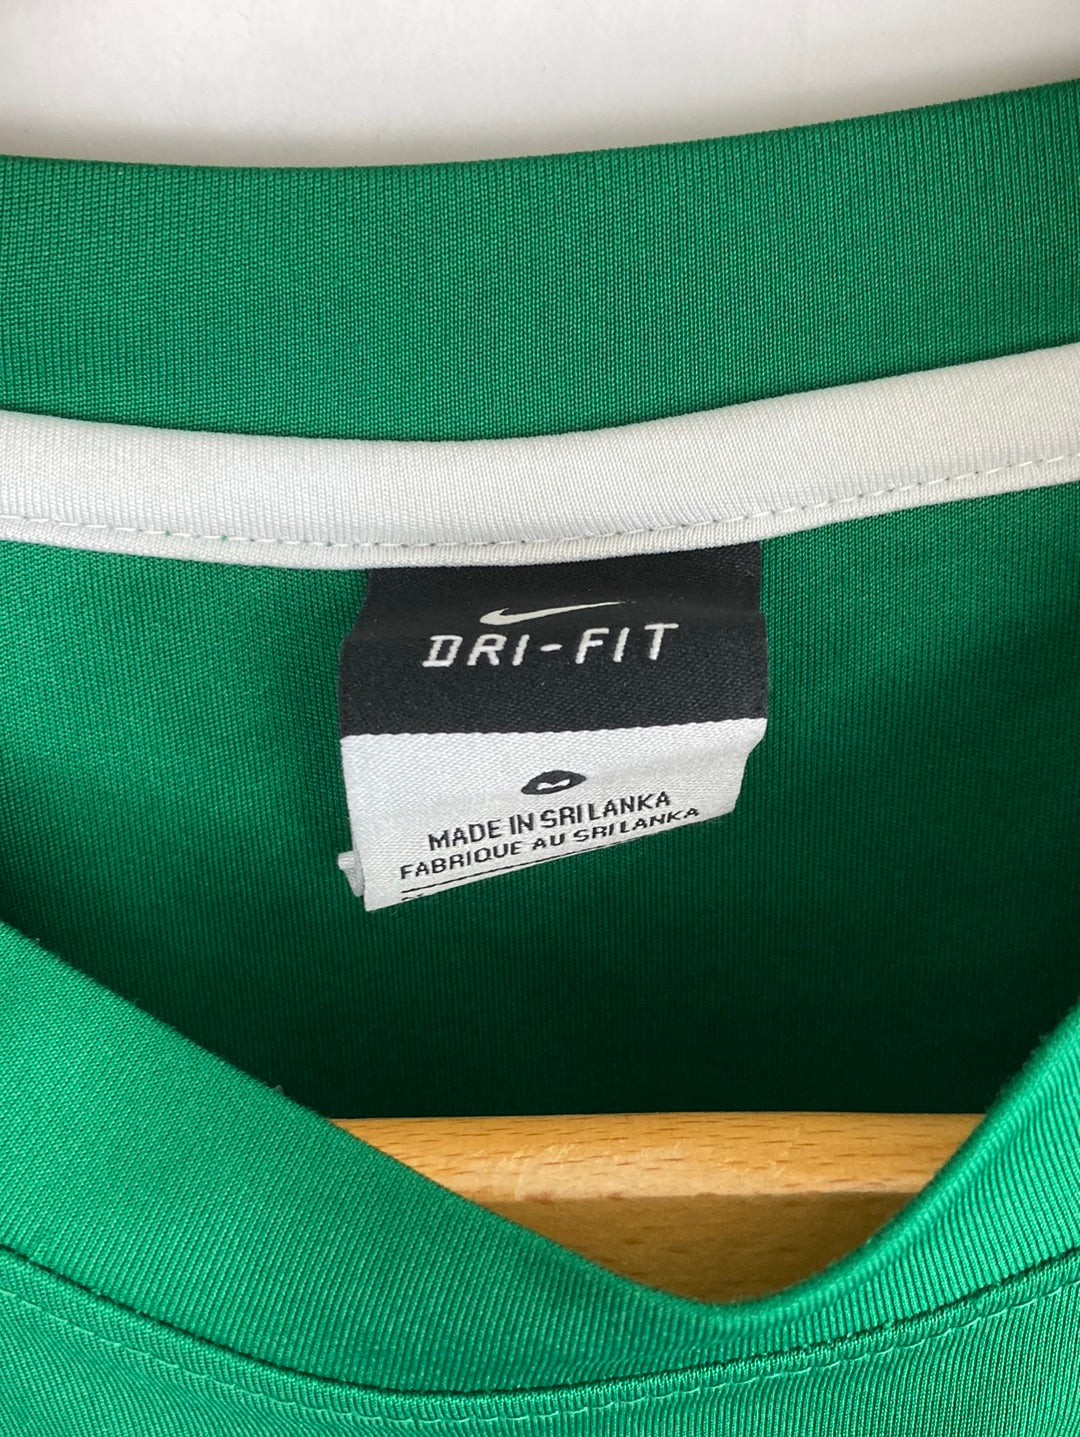 DRI-FIT
M
MADE IN SRI LANKA
FABRIQUE AU SRI LANKA